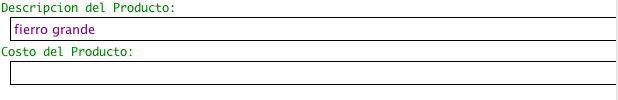 Descripcion del Producto:
fierro grande
Costo del Producto: